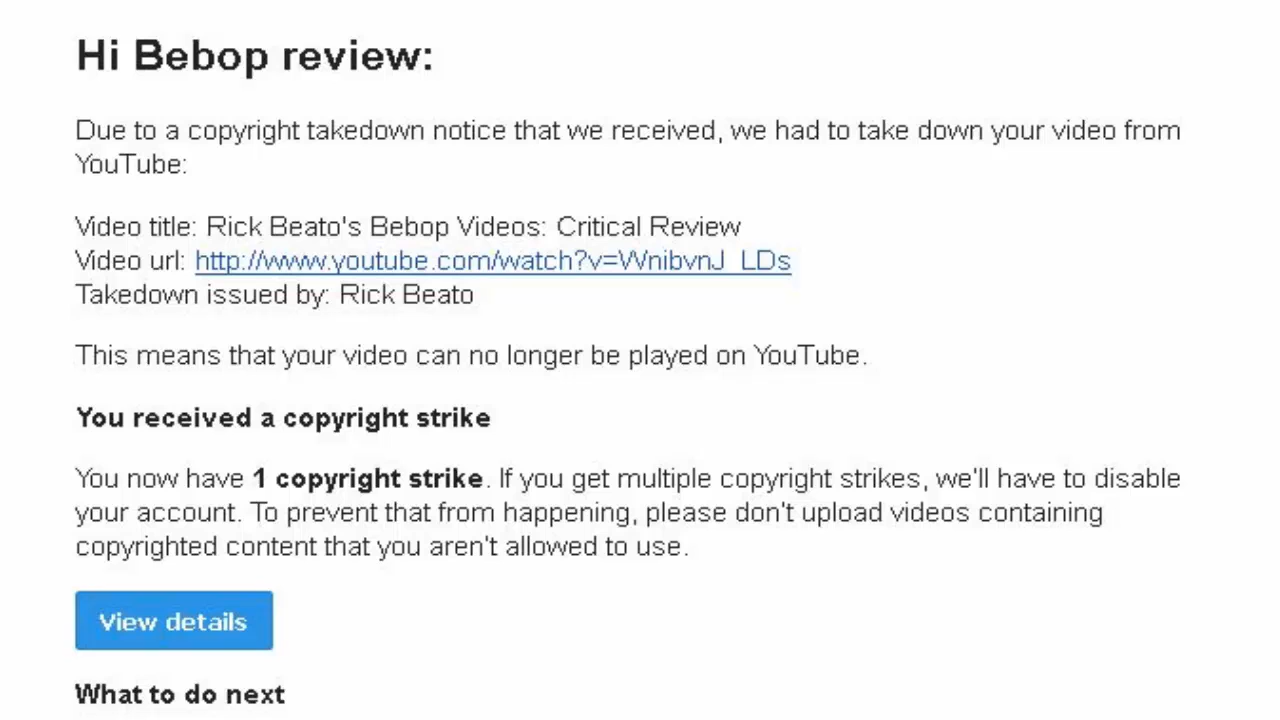 Hi Bebop review:
Due to a copyright takedown notice that we received, we had to take down your video from
YouTube:
Video title: Rick Beato's Bebop Videos: Critical Review
Video url: http://www.youtube.com/watch?v=WnibvnJ_LDs
Takedown issued by: Rick Beato
This means that your video can no longer be played on YouTube.
You received a copyright strike
You now have 1 copyright strike. If you get multiple copyright strikes, we'll have to disable
your account. To prevent that from happening, please don't upload videos containing
copyrighted content that you aren't allowed to use.
View details
What to do next